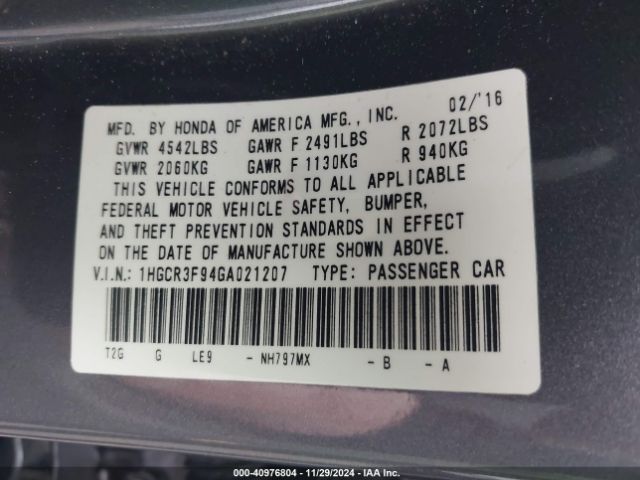 MFD. BY HONDA OF AMERICA MFG., INC. 02/'16
GVWR 4542LBS GAWR F 2491LBS R 2072LBS
GVWR 2060KG GAWR F 1130KG R 940KG
THIS VEHICLE CONFORMS TO ALL APPLICABLE
FEDERAL MOTOR VEHICLE SAFETY, BUMPER,
AND THEFT PREVENTION STANDARDS IN EFFECT
ON THE DATE OF MANUFACTURE SHOWN ABOVE.
V.I.N.: 1HGCR3F94GA021207 TYPE: PASSENGER CAR
T2G G LE9 - NH797MX - B - A
000-40976804 - 11/29/2024 - IAA Inc.